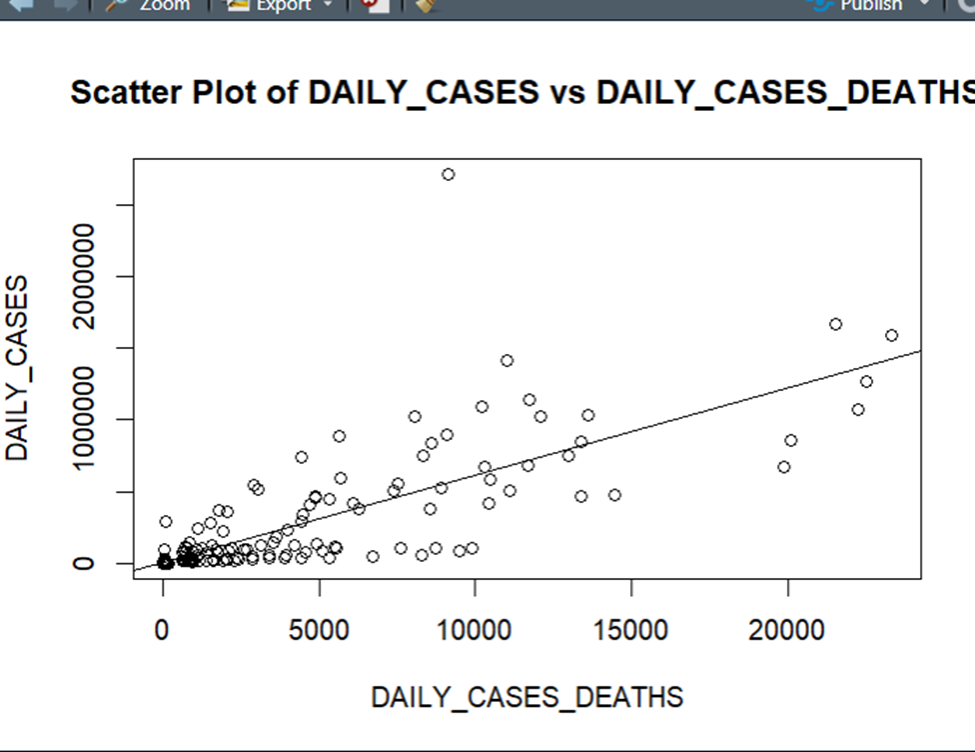 Zoom Export Publish
Scatter Plot of DAILY_CASES vs DAILY_CASES_DEATHS
DAILY_CASES
2000000
1000000
0
0 5000 10000 15000 20000
DAILY_CASES_DEATHS